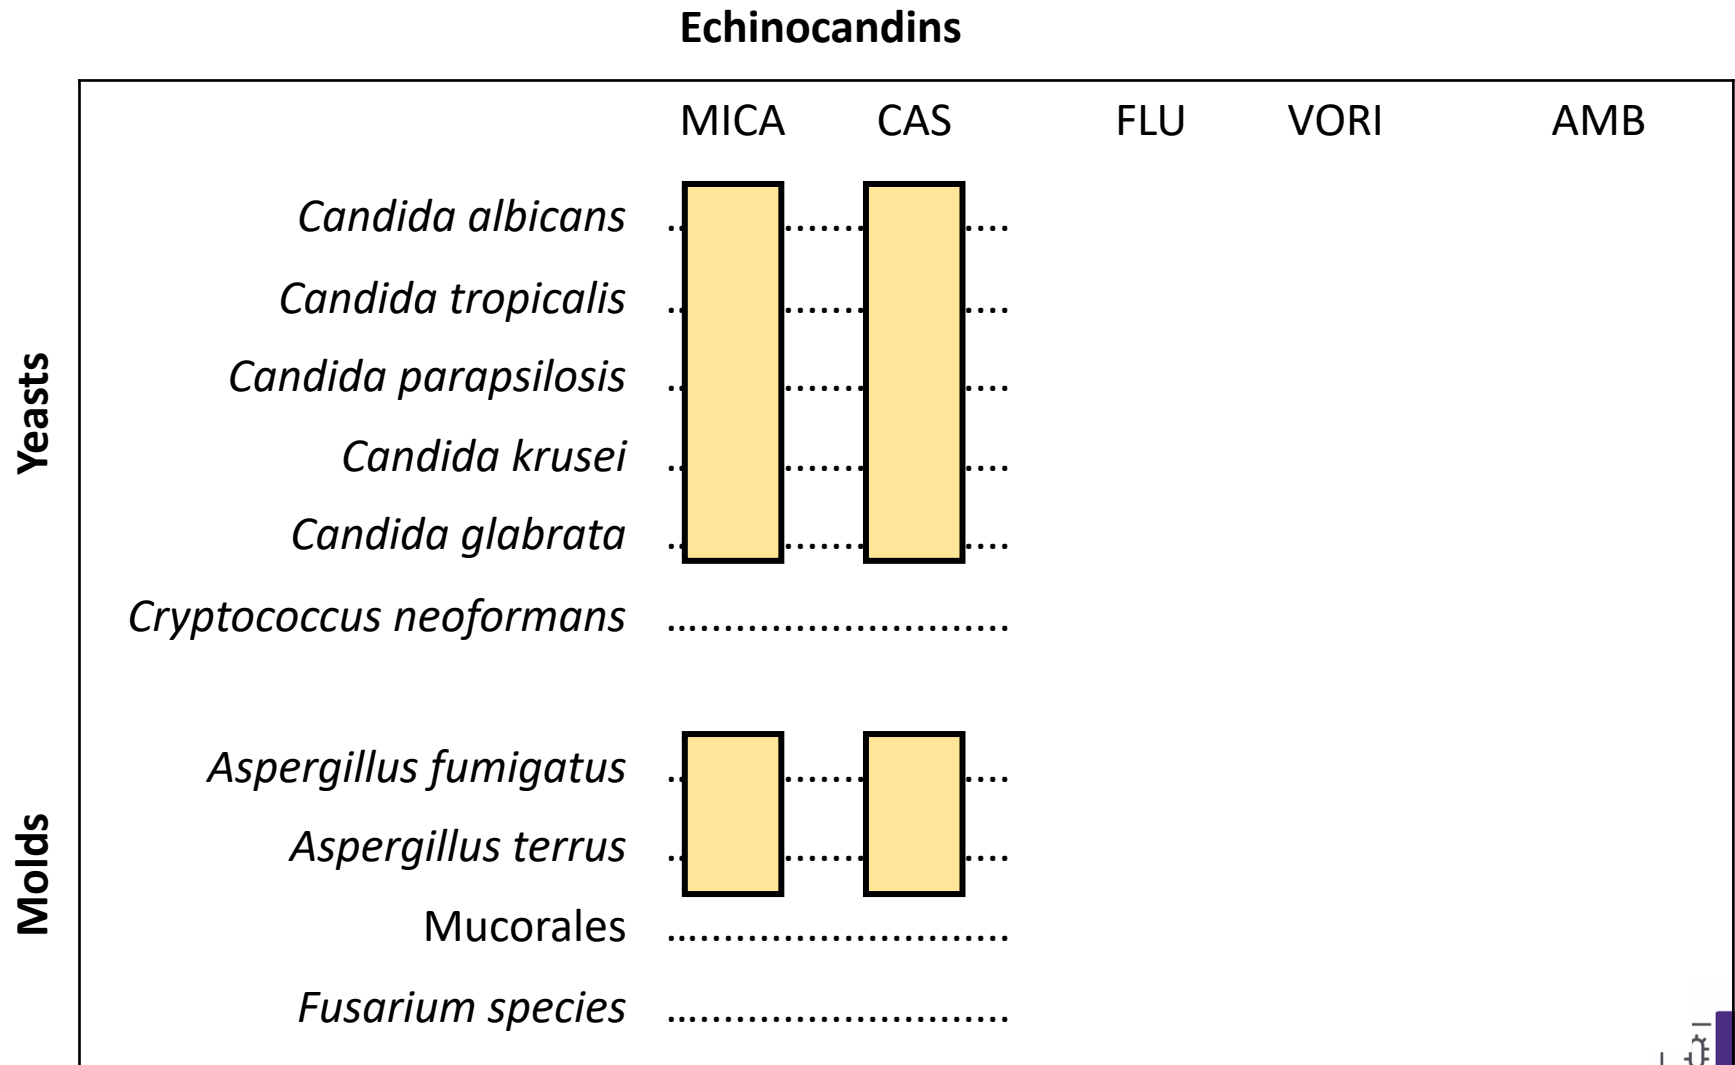 Echinocandins
MICA CAS FLU VORI AMB
Yeasts
Candida albicans
Candida tropicalis
Candida parapsilosis
Candida krusei
Candida glabrata
Cryptococcus neoformans
Molds
Aspergillus fumigatus
Aspergillus terrus
Mucorales
Fusarium species